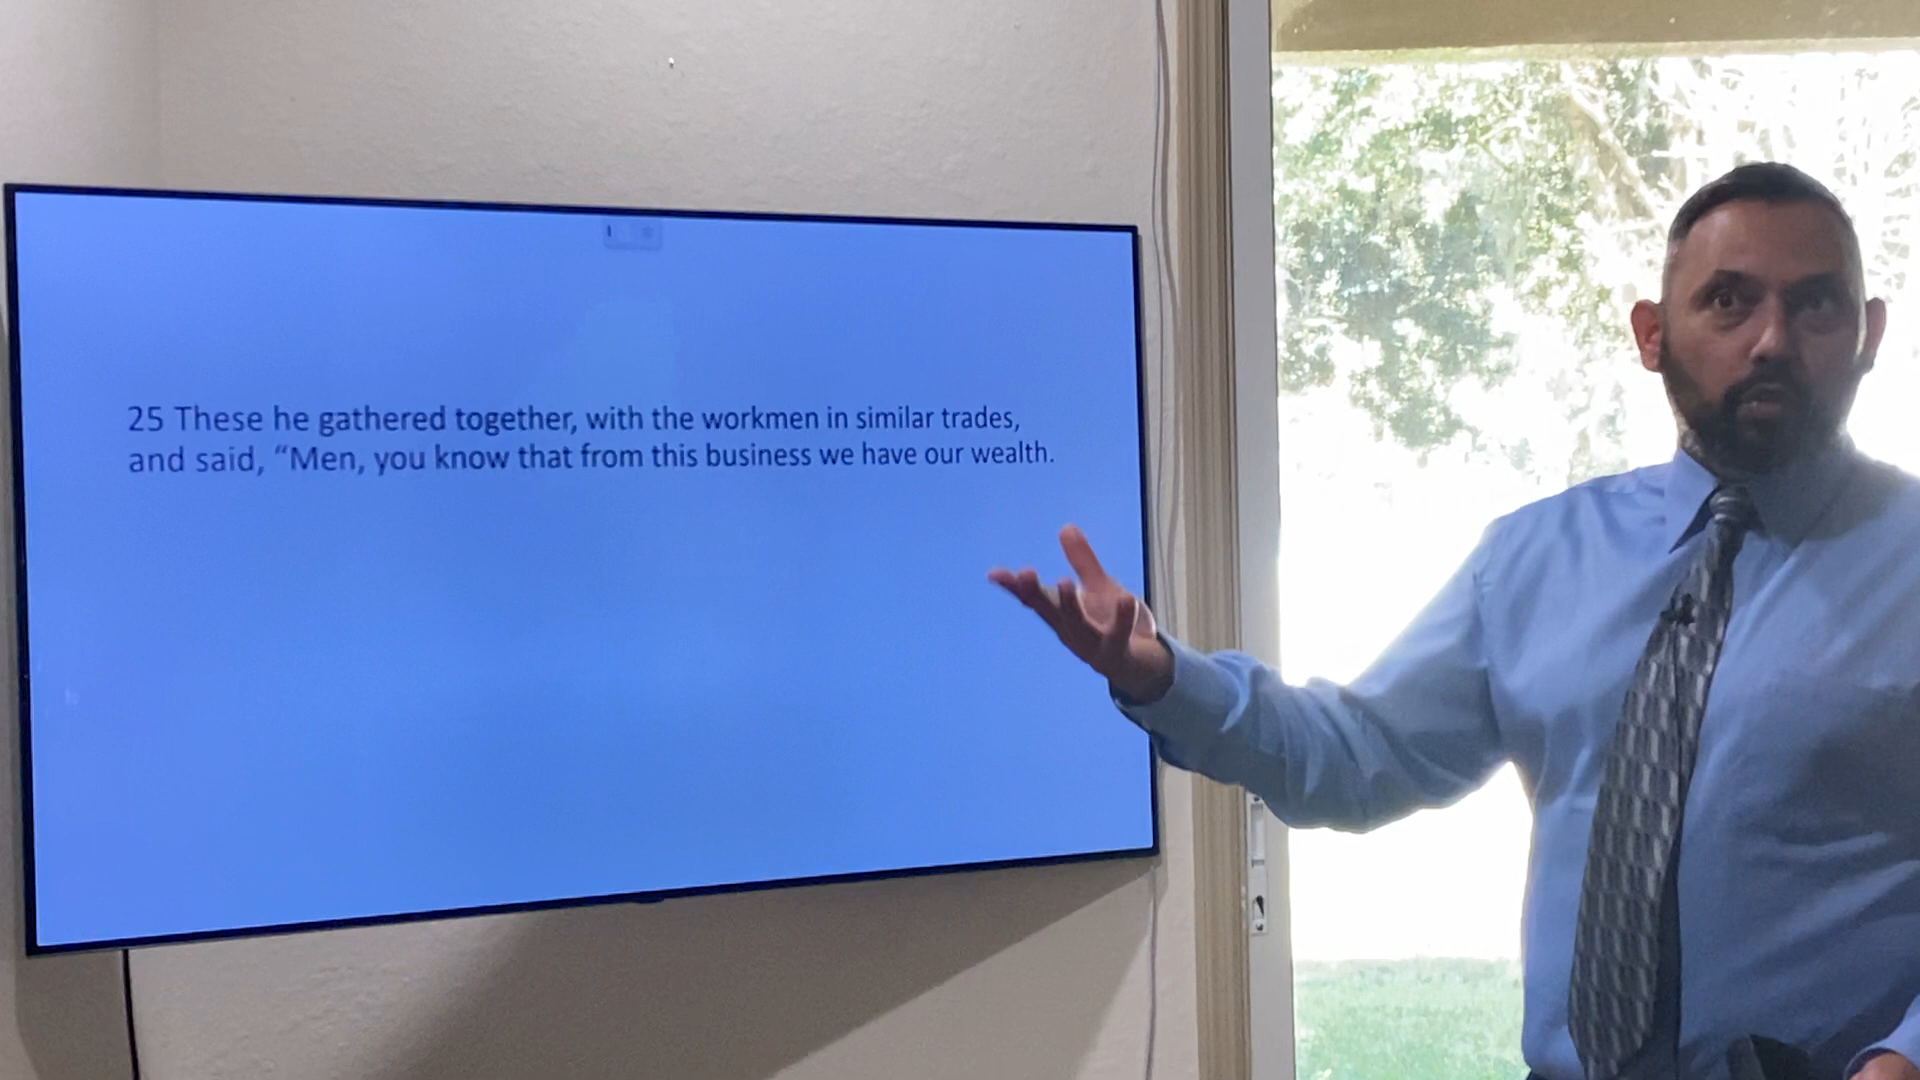 25 These he gathered together, with the workmen in similar trades,
and said, “Men, you know that from this business we have our wealth.